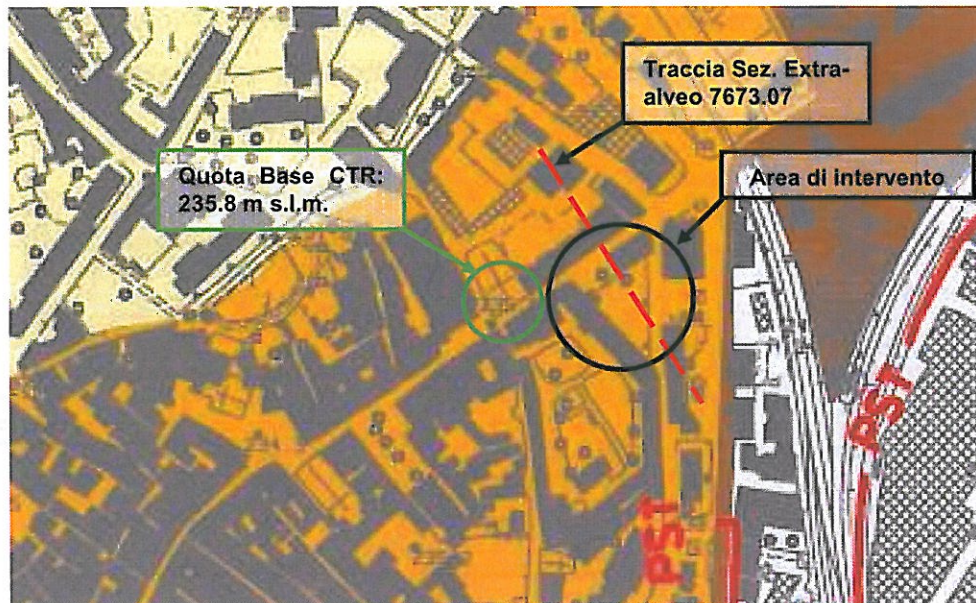 Traccia Sez. Extra-
alveo 7673.07
Quota Base CTR:
235.8 m s.l.m.
Area di intervento
PS1
PS1